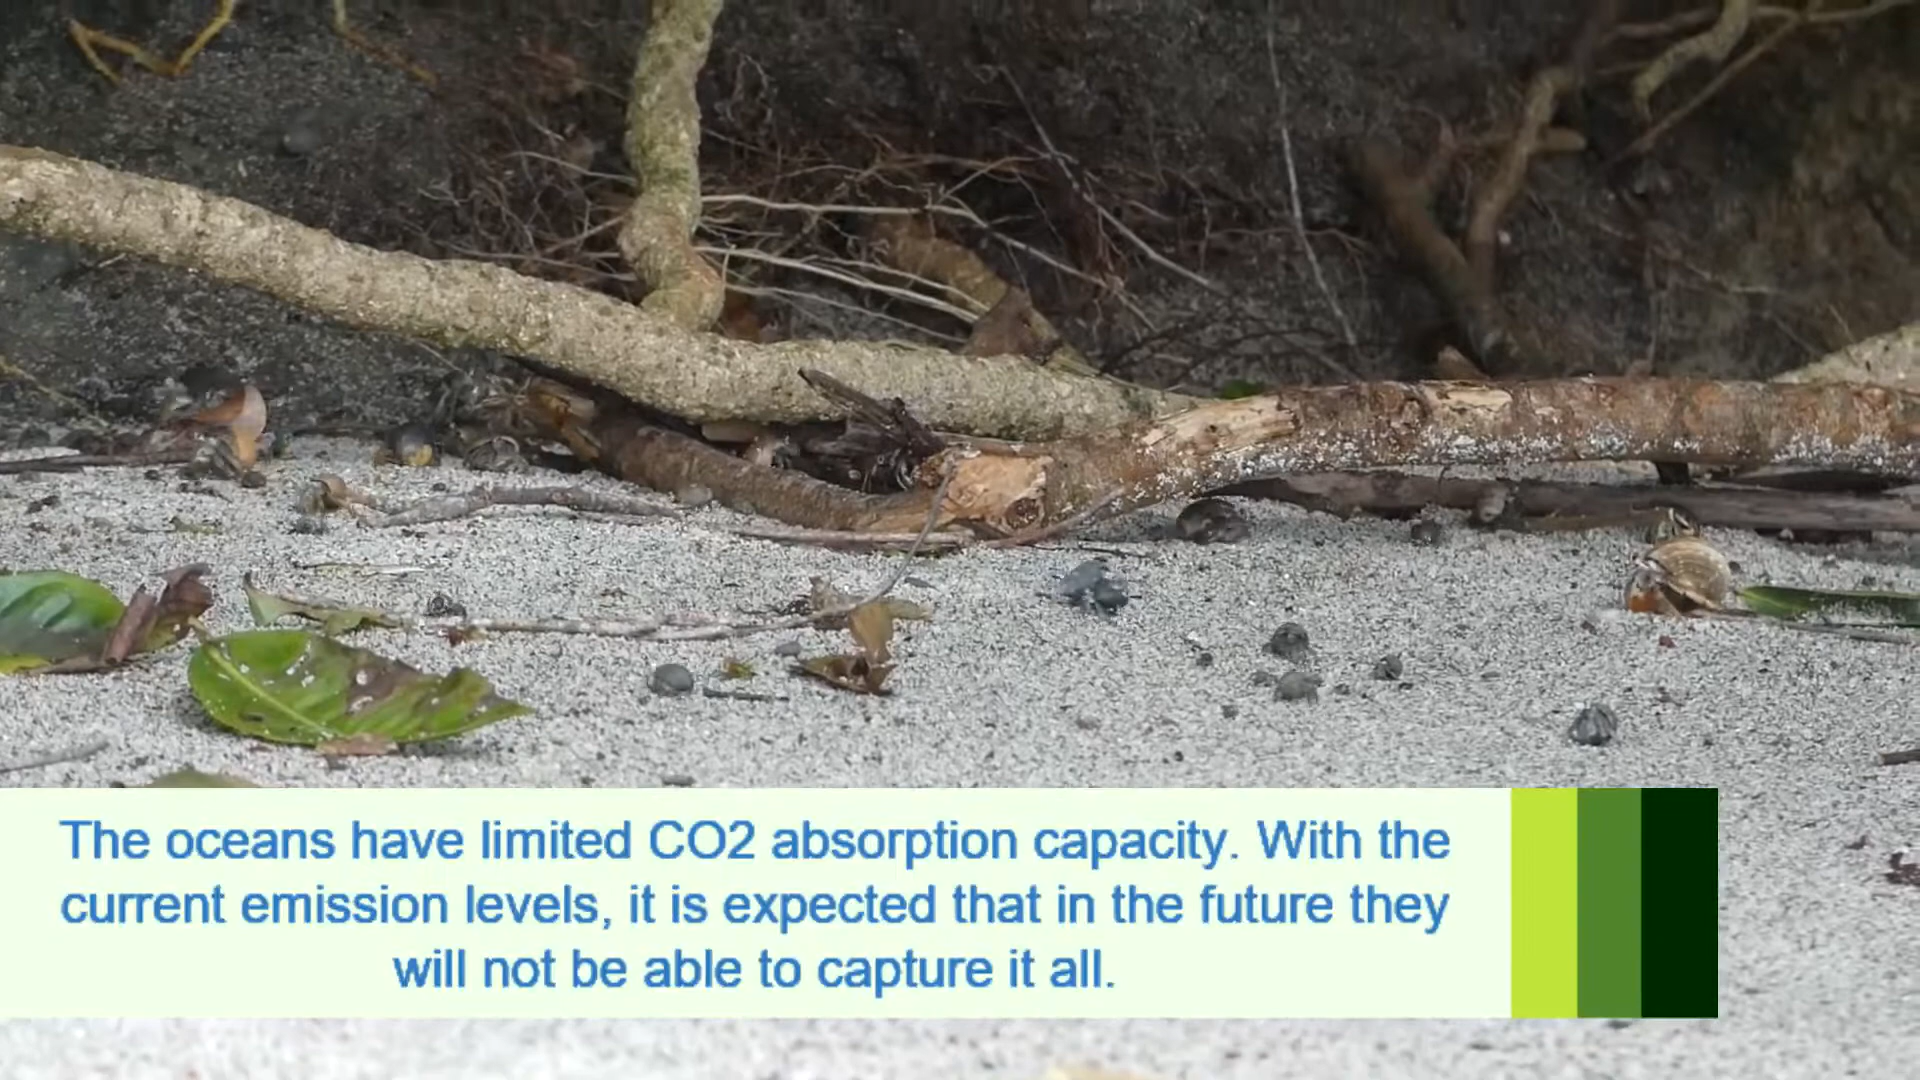 The oceans have limited CO2 absorption capacity. With the
current emission levels, it is expected that in the future they
will not be able to capture it all.